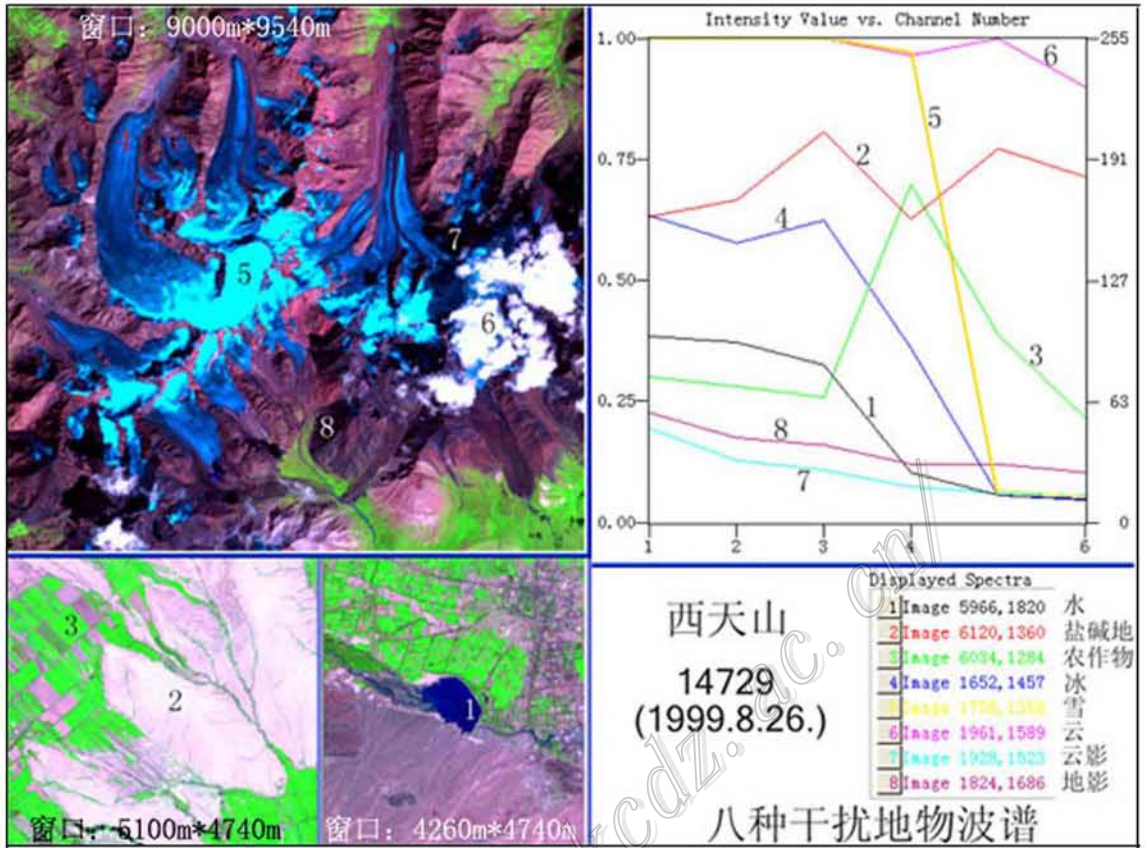 窗口：9000m*9540m
1
5
7
6
8
3
2
窗口：5100m*4740m
1
窗口：4260m*4740m
Intensity Value vs. Channel Number
1.00
0.75
0.50
0.25
0.00
255
191
127
63
0
1 2 3 4 6
6
5
2
4
3
1
8
7
西天山
14729
(1999.8.26.)
Displayed Spectra
1 Image 5966,1820 水
2 Image 6120,1360 盐碱地
3 Image 6034,1284 农作物
4 Image 1652,1457 冰
Image 雪
6 Image 1961,1589 云
7 Image 1928,1523 云影
8 Image 1824,1686 地影
八种干扰地物波谱
cdz.ac.cn/